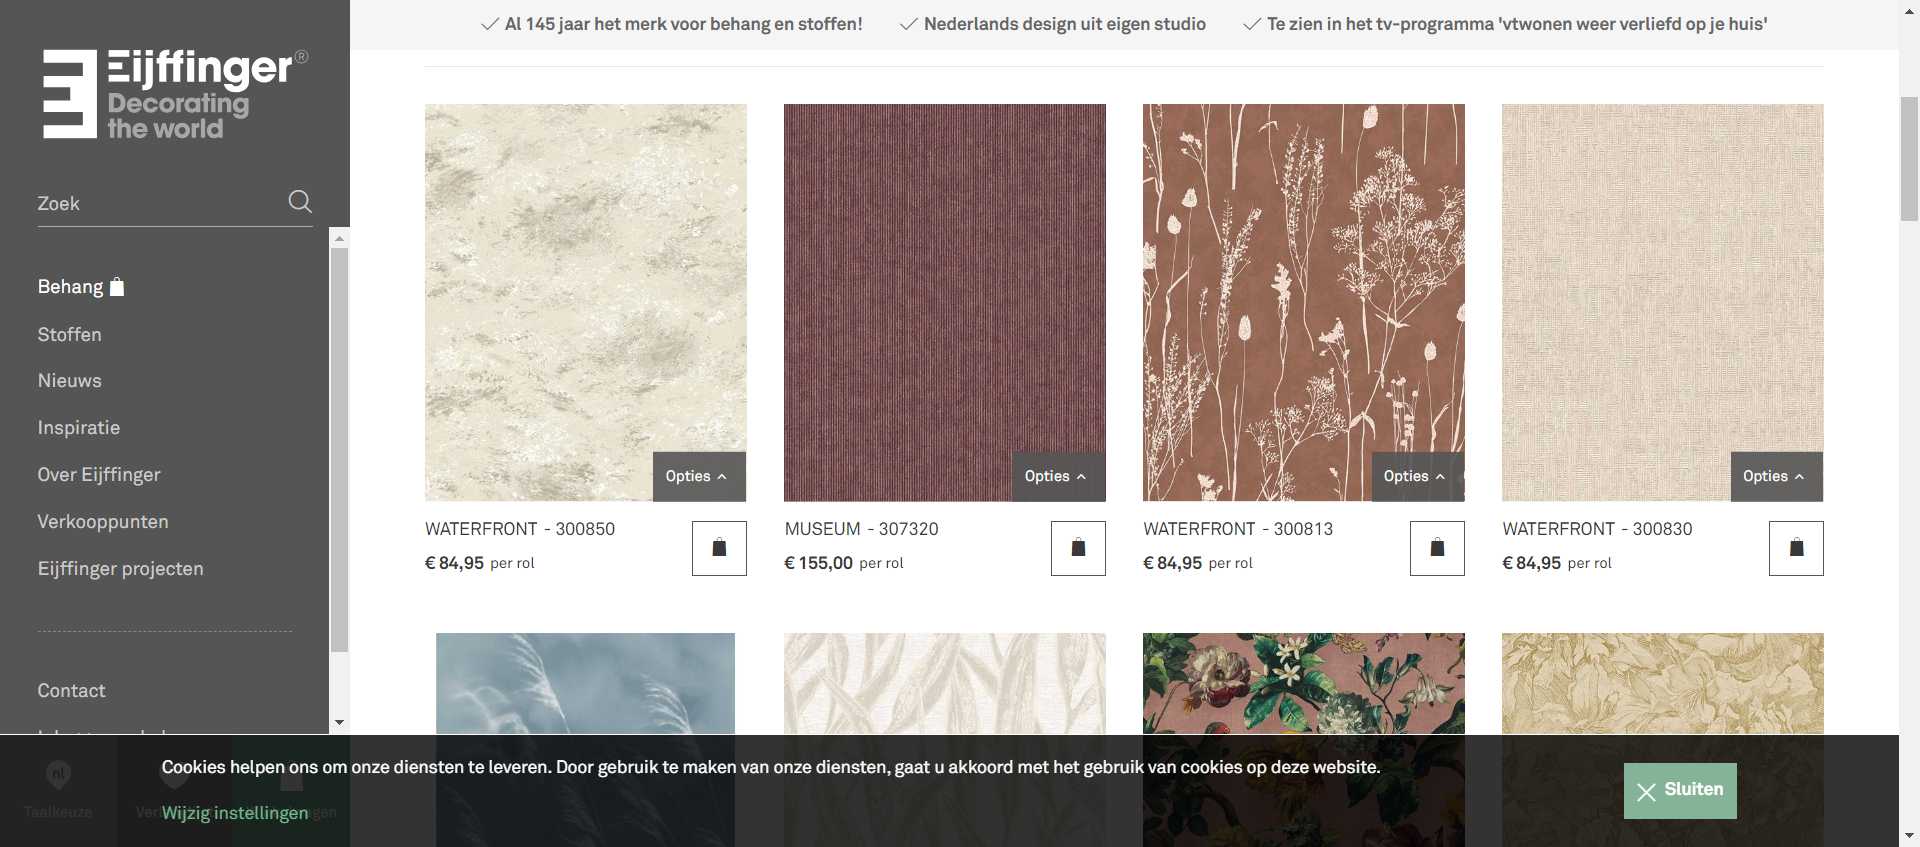 Al 145 jaar het merk voor behang en stoffen!
Nederlands design uit eigen studio
Te zien in het tv-programma 'vtwonen weer verliefd op je huis'
Eijffinger®
Decorating
the world
Zoek
Behang
Stoffen
Nieuws
Inspiratie
Over Eijffinger
Verkooppunten
Eijffinger projecten
Contact
Opties
Opties
Opties
Opties
WATERFRONT - 300850
€ 84,95 per rol
MUSEUM - 307320
€ 155,00 per rol
WATERFRONT - 300813
€ 84,95 per rol
WATERFRONT - 300830
€ 84,95 per rol
Cookies helpen ons om onze diensten te leveren. Door gebruik te maken van onze diensten, gaat u akkoord met het gebruik van cookies op deze website.
Wijzig instellingen
Sluiten
nl
Taalkeuze